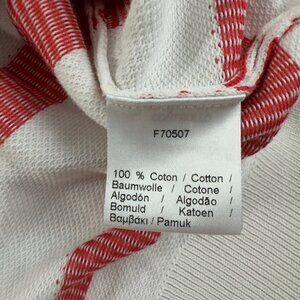 F70507
100 % Coton / Cotton /
Baumwolle / Cotone /
Algodón / Algodão /
Bomuld / Katoen /
Βαμβάκι / Pamuk